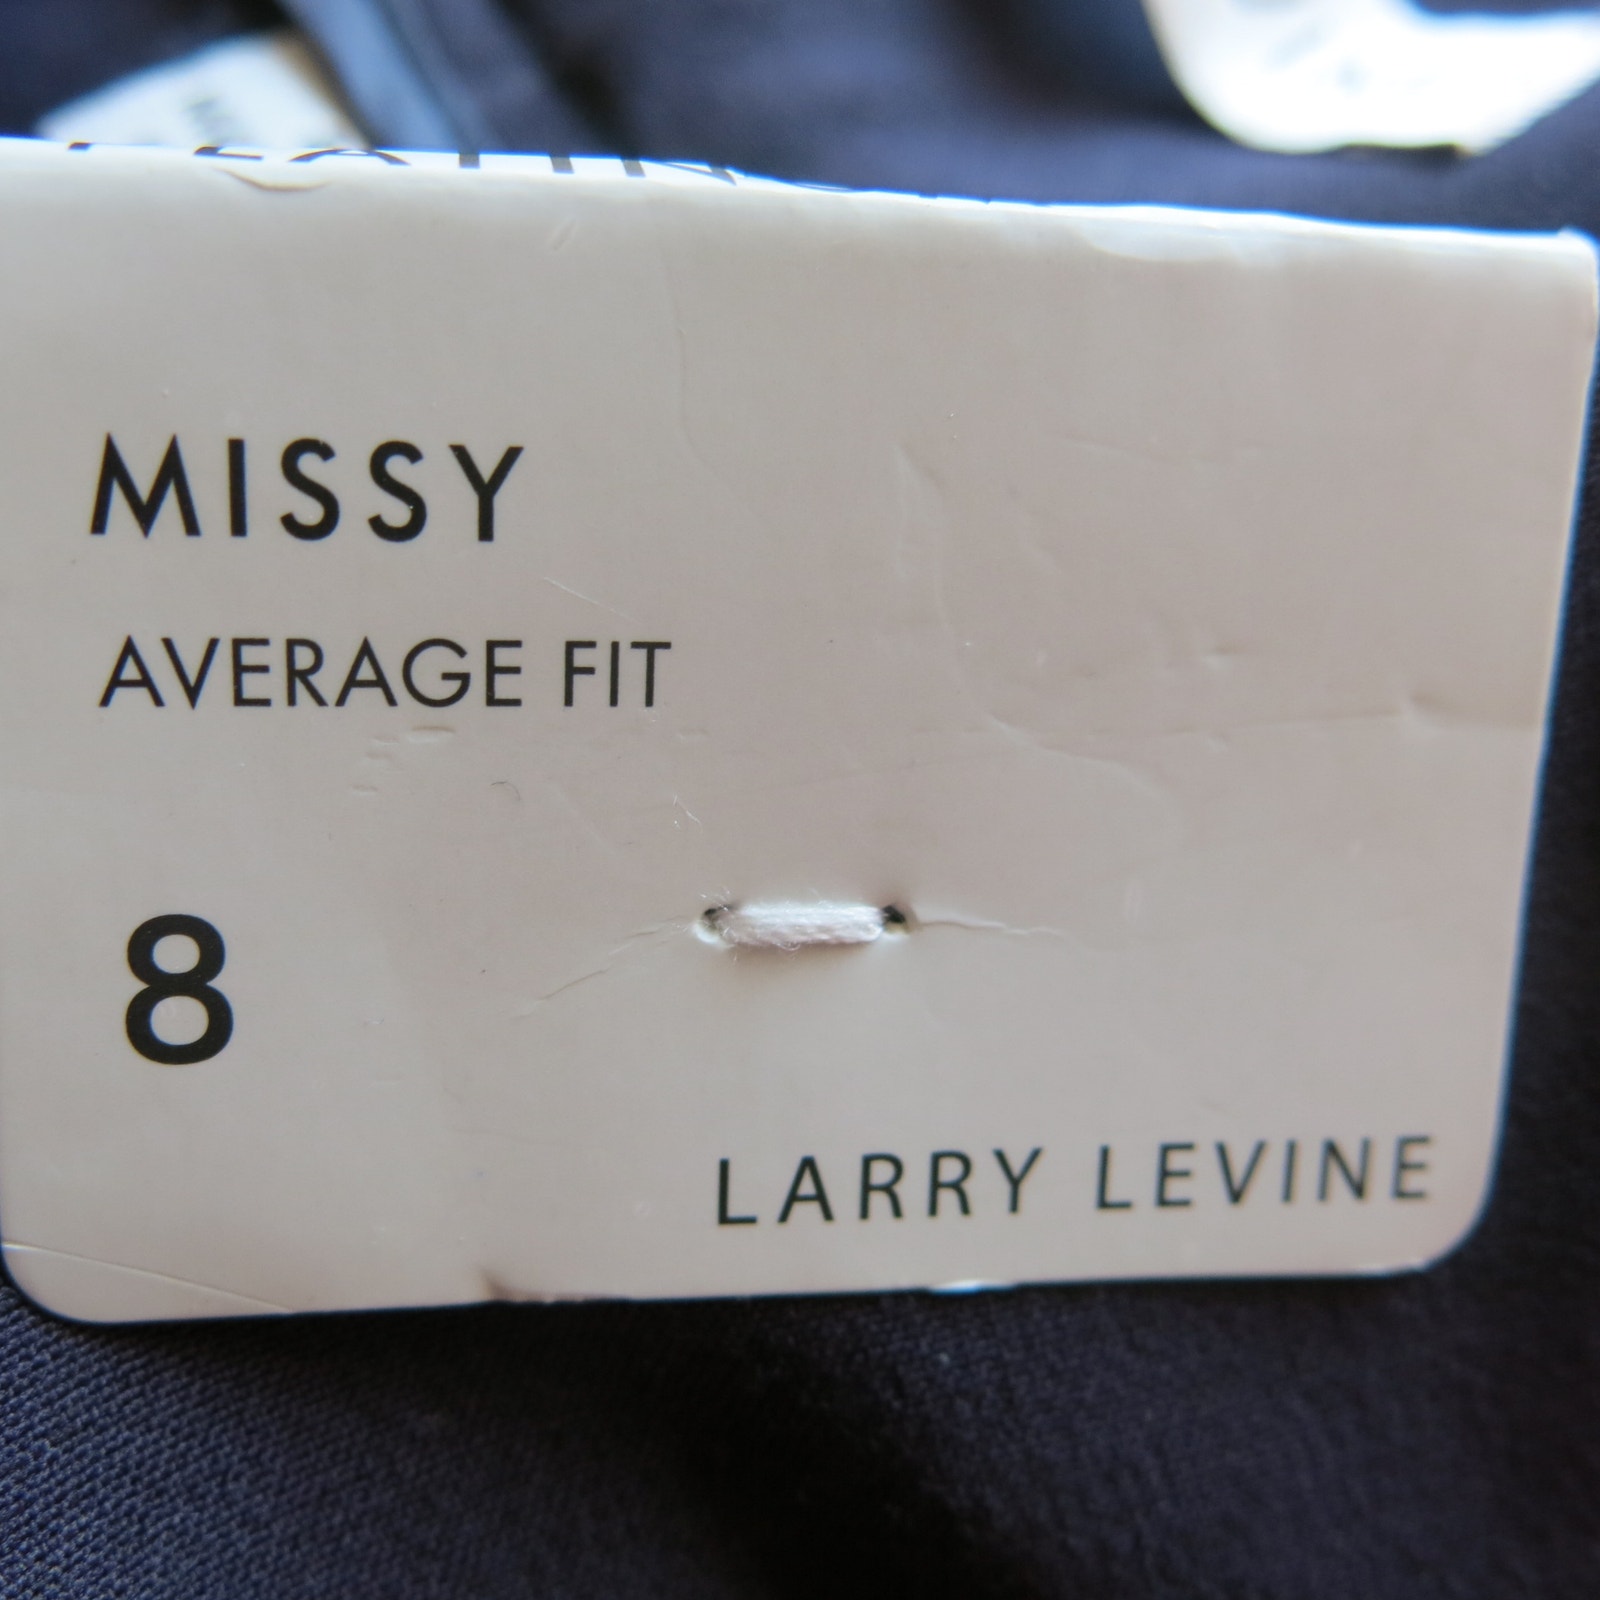 MISSY
AVERAGE FIT
8
LARRY LEVINE